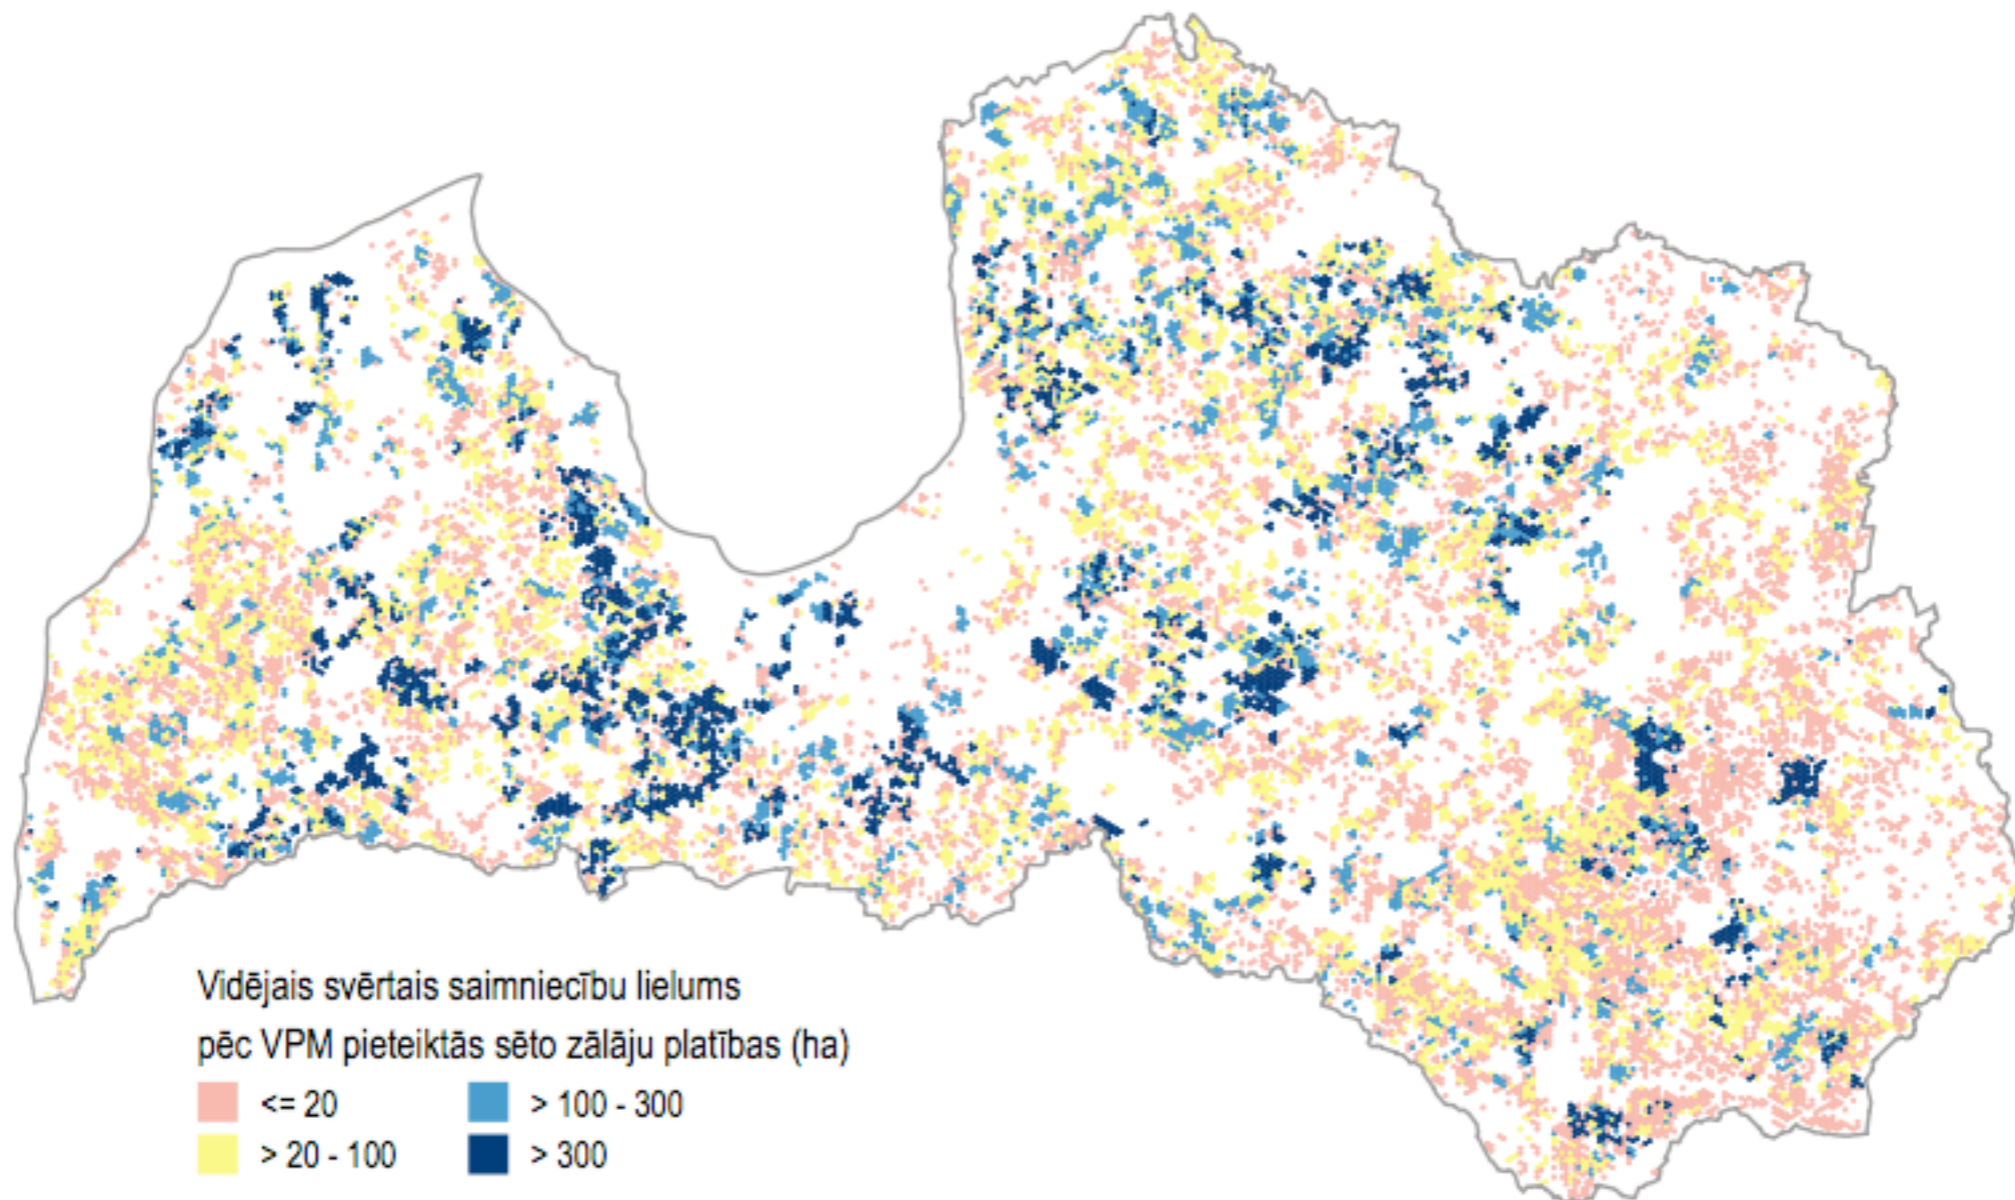 Vidējais svērtais saimniecību lielums
pēc VPM pieteiktās sēto zālāju platības (ha)
<= 20
> 100 - 300
> 20 - 100
> 300